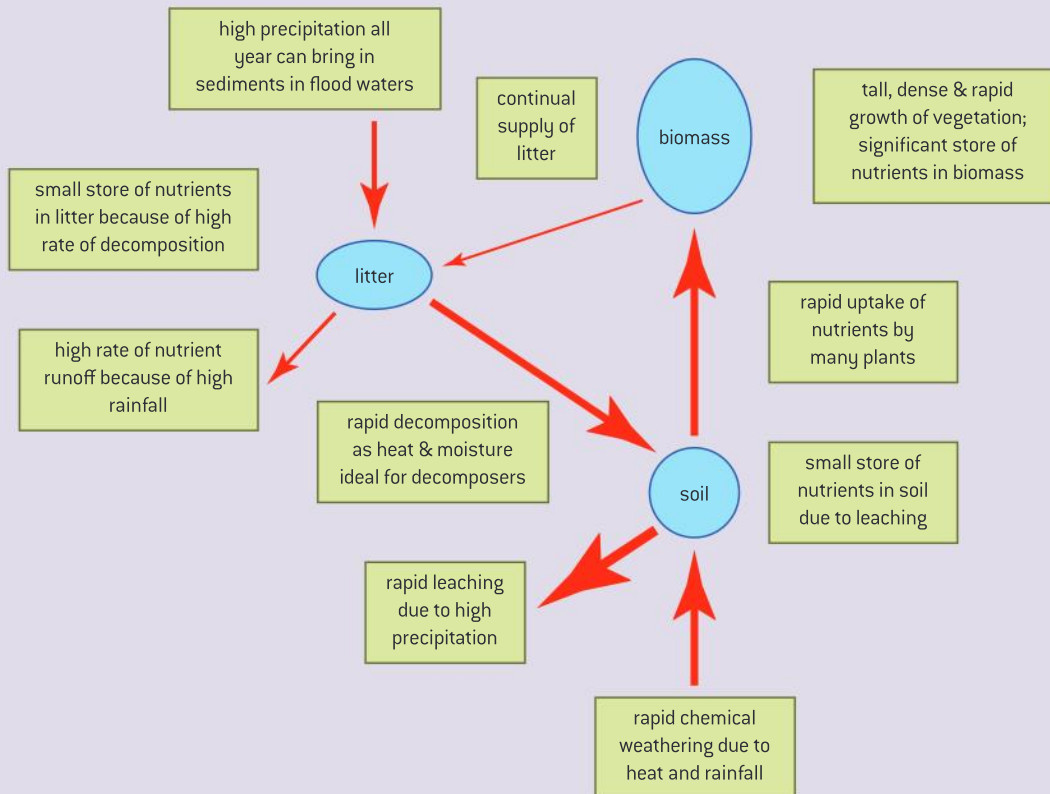 high precipitation all
year can bring in
sediments in flood waters
continual
supply of
litter
biomass
tall, dense & rapid
growth of vegetation;
significant store of
nutrients in biomass
small store of nutrients
in litter because of high
rate of decomposition
litter
rapid uptake of
nutrients by
many plants
high rate of nutrient
runoff because of high
rainfall
rapid decomposition
as heat & moisture
ideal for decomposers
soil
small store of
nutrients in soil
due to leaching
rapid leaching
due to high
precipitation
rapid chemical
weathering due to
heat and rainfall